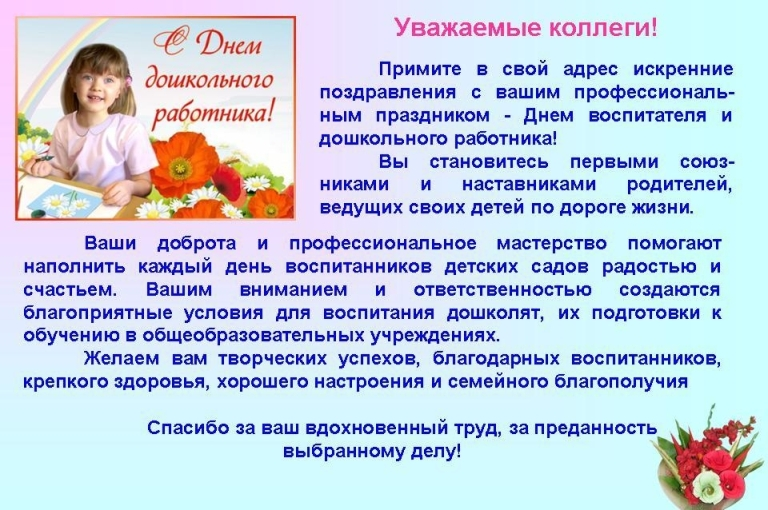 С Днем
дошкольного
работника!
Уважаемые коллеги!
Примите в свой адрес искренние
поздравления с вашим профессиональ-
ным праздником - Днем воспитателя и
дошкольного работника!
Вы становитесь первыми союз-
никами и наставниками родителей,
ведущих своих детей по дороге жизни.
Ваши доброта и профессиональное мастерство помогают
наполнить каждый день воспитанников детских садов радостью и
счастьем. Вашим вниманием и ответственностью создаются
благоприятные условия для воспитания дошколят, их подготовки к
обучению в общеобразовательных учреждениях.
Желаем вам творческих успехов, благодарных воспитанников,
крепкого здоровья, хорошего настроения и семейного благополучия
Спасибо за ваш вдохновенный труд, за преданность
выбранному делу!